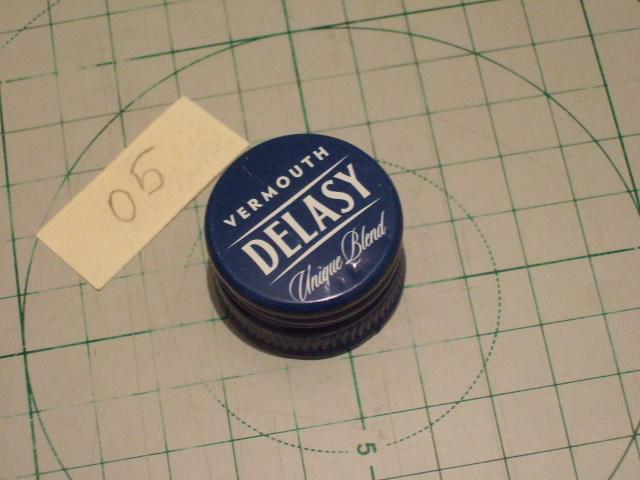 05
VERMOUTH
DELASY
Unique Blend
5